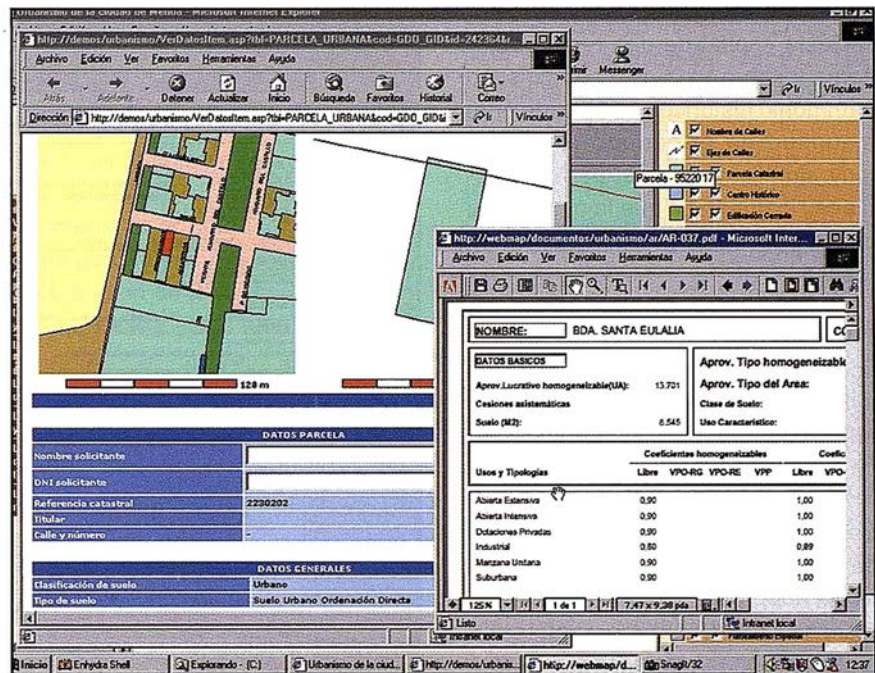 Urbanismo de la ciudad de Mérida - Microsoft Internet Explorer
http://demos/urbanismo/VerDatosItem.asp?tbl=PARCELA_URBANA&cod=GDO_GID&id=242364&r...
Archivo Edición Ver Favoritos Herramientas Ayuda
Atrás Adelante Detener Actualizar Inicio Búsqueda Favoritos Historial Correo
Dirección http://demos/urbanismo/VerDatosItem.asp?tbl=PARCELA_URBANA&cod=GDO_GID&i Ir Vínculos
128 m
DATOS PARCELA
Nombre solicitante
DNI solicitante
Referencia catastral 2230202
Titular
Calle y número -
DATOS GENERALES
Clasificación de suelo Urbano
Tipo de suelo Suelo Urbano Ordenación Directa
Intranet local
Messenger
Ir Vínculos
A Nombre de Calles
Ejes de Calles
Parcela Catastral
Parcela - 95220 17
Centro Histórico
Edificación Cerrada
http://webmap/documentos/urbanismo/ar/AR-037.pdf - Microsoft Inter...
Archivo Edición Ver Favoritos Herramientas Ayuda
NOMBRE: BDA. SANTA EULALIA
DATOS BASICOS
Aprov.Lucrativo homogeneizable(UA): 13.701
Cesiones asistemáticas
Suelo (M2): 6.545
Aprov. Tipo homogeneizable
Aprov. Tipo del Area:
Clase de Suelo:
Uso Característico:
Coeficientes homogeneizables Coefic
Usos y Tipologías Libre VPO-RG VPO-RE VPP Libre VPO-
Abierta Extensiva 0,90 1,00
Abierta Intensiva 0,90 1,00
Dotaciones Privadas 0,90 1,00
Industrial 0,80 0,89
Manzana Unitaria 0,90 1,00
Suburbana 0,90 1,00
125% 1 de 1 7,47 x 9,38 pda
Listo Intranet local
Inicio Enhydra Shell Explorando - (C:) Urbanismo de la ciud... http://demos/urbanis... http://webmap/d... SnagIt/32 12:37